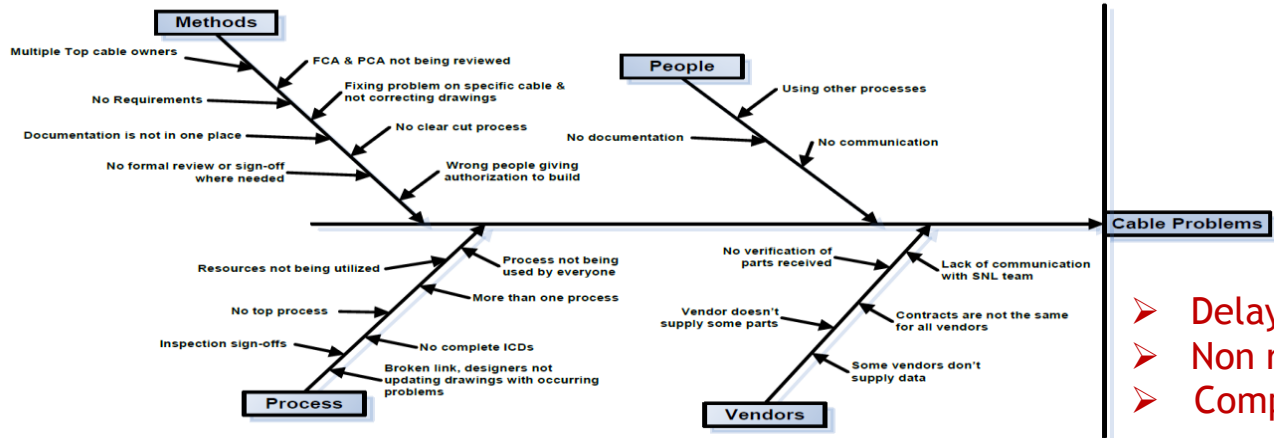 Methods
Multiple Top cable owners
FCA & PCA not being reviewed
Fixing problem on specific cable &
not correcting drawings
No Requirements
Documentation is not in one place
No clear cut process
No formal review or sign-off
where needed
Wrong people giving
authorization to build
People
Using other processes
No documentation
No communication
Cable Problems
Resources not being utilized
Process not being
used by everyone
More than one process
No top process
Inspection sign-offs
No complete ICDs
Broken link, designers not
updating drawings with occurring
problems
Process
No verification of
parts received
Lack of communication
with SNL team
Vendor doesn't
supply some parts
Contracts are not the same
for all vendors
Some vendors don't
supply data
Vendors
➢ Delay
➢ Non
➢ Comp